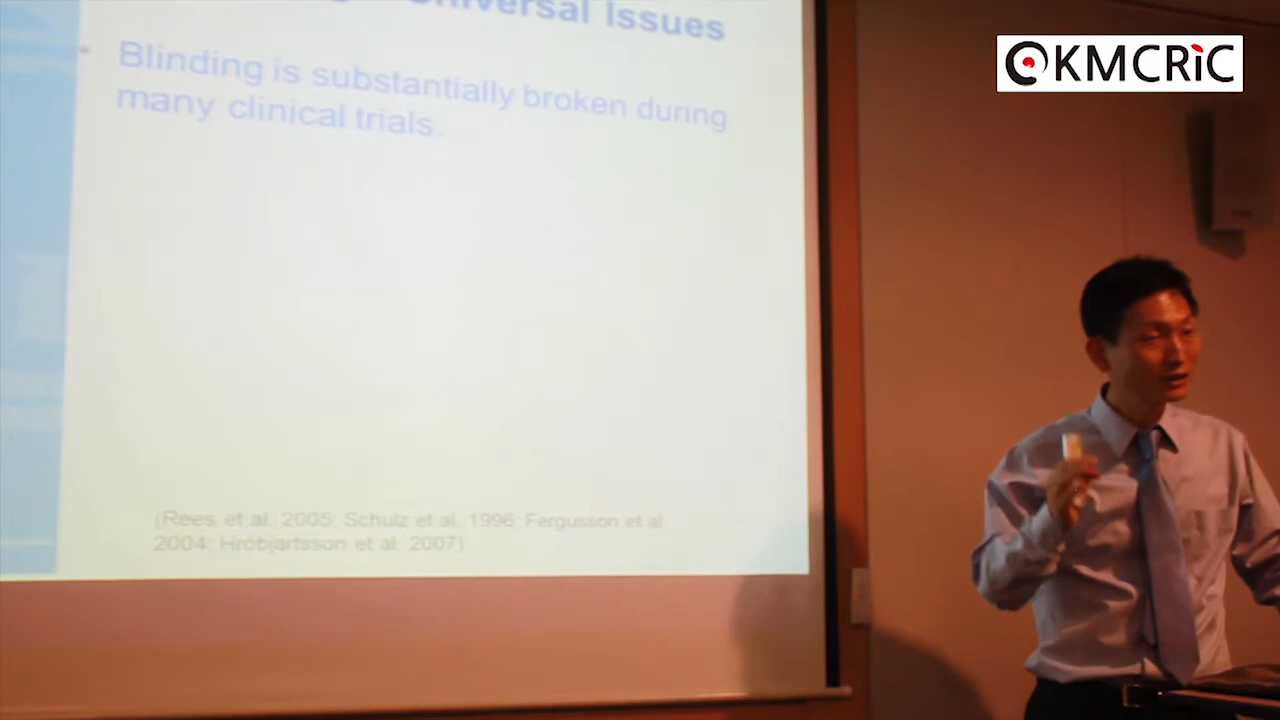 Universal Issues
Blinding is substantially broken during
many clinical trials.
(Rees et al. 2005; Schulz et al. 1996; Fergusson et al.
2004; Hróbjartsson et al. 2007)
KMCRiC